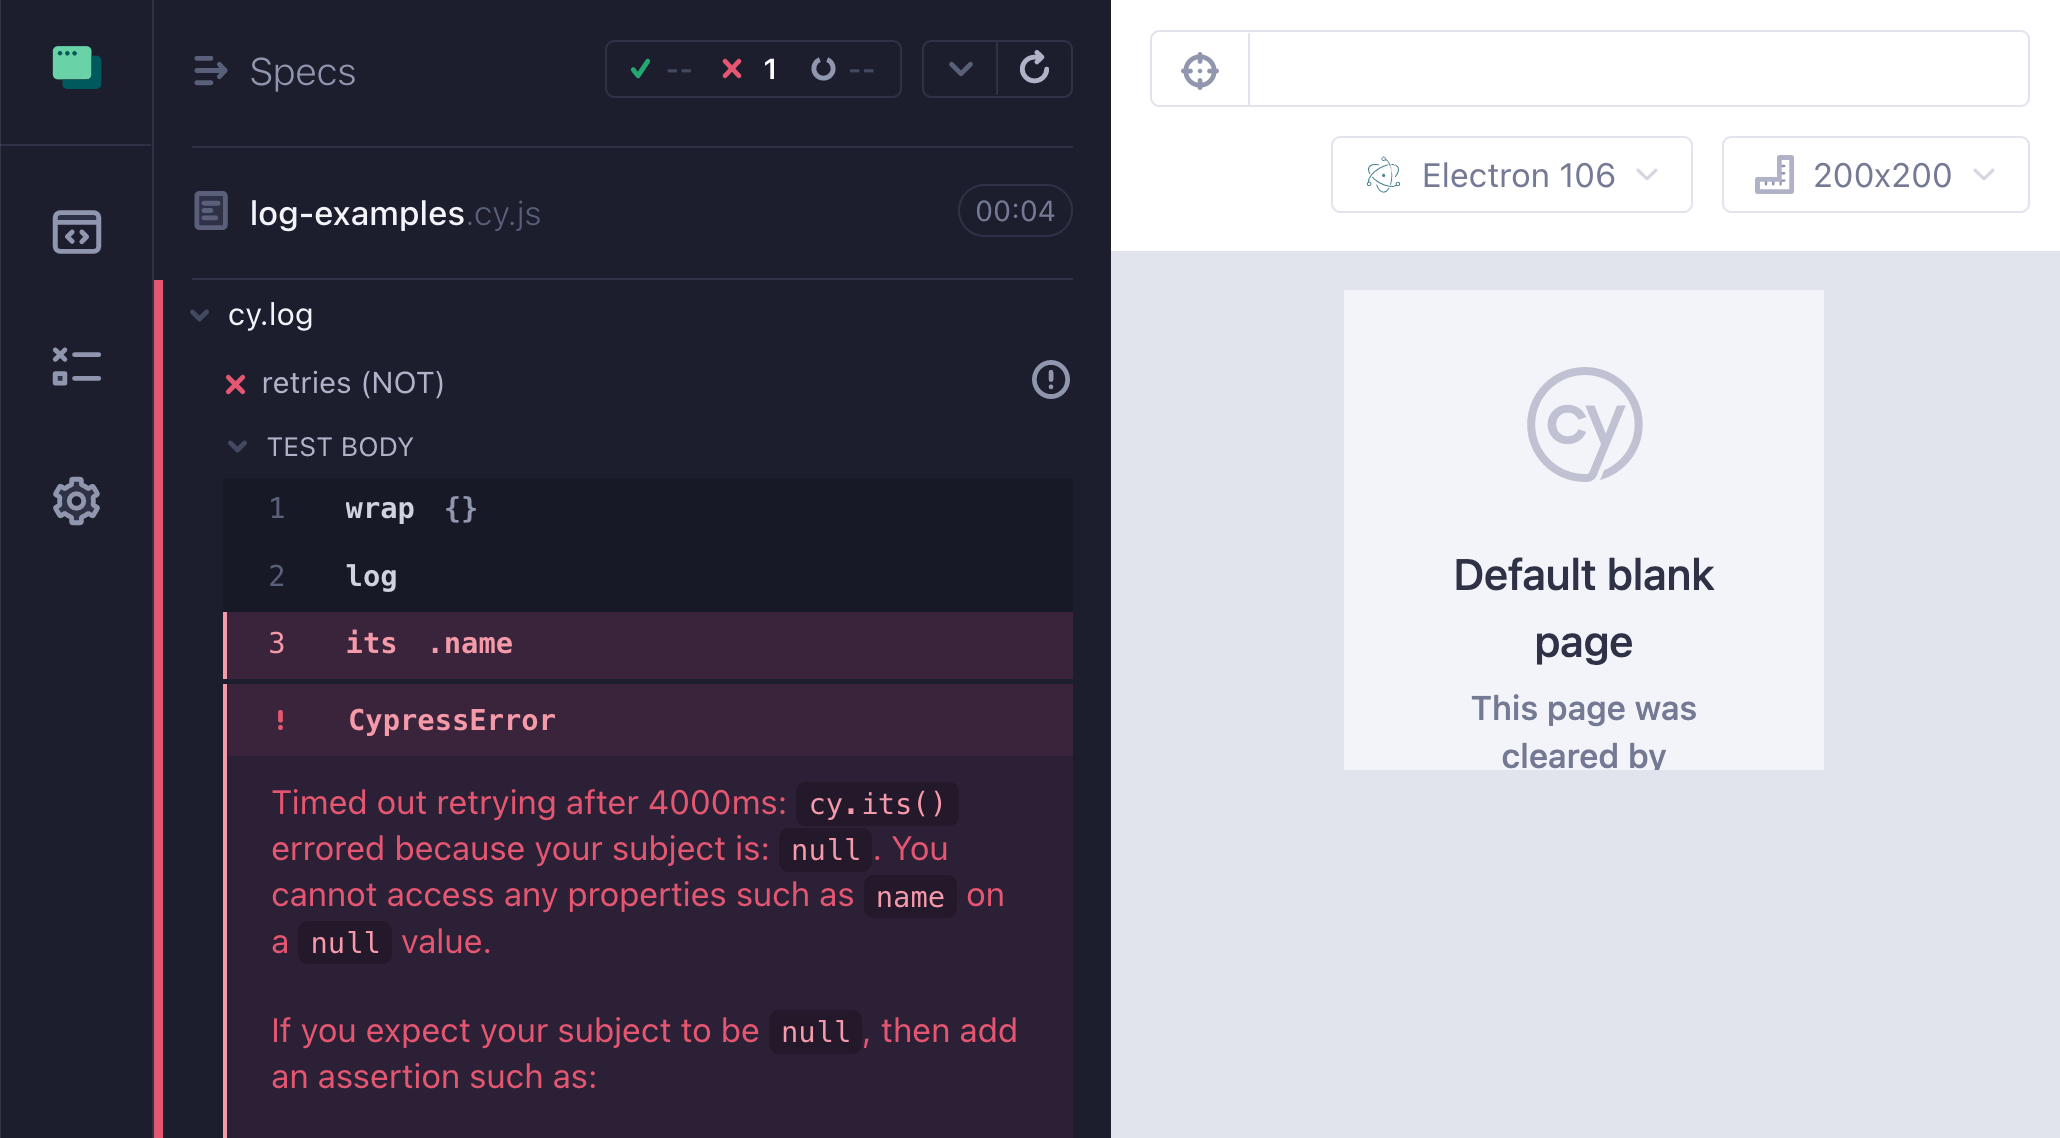 Specs
-- 1 --
log-examples.cy.js
00:04
cy.log
retries (NOT)
TEST BODY
1 wrap {}
2 log
3 its .name
! CypressError
Timed out retrying after 4000ms: cy.its()
errored because your subject is: null. You
cannot access any properties such as name on
a null value.
If you expect your subject to be null, then add
an assertion such as:
Electron 106
200x200
cy
Default blank
page
This page was
cleared by